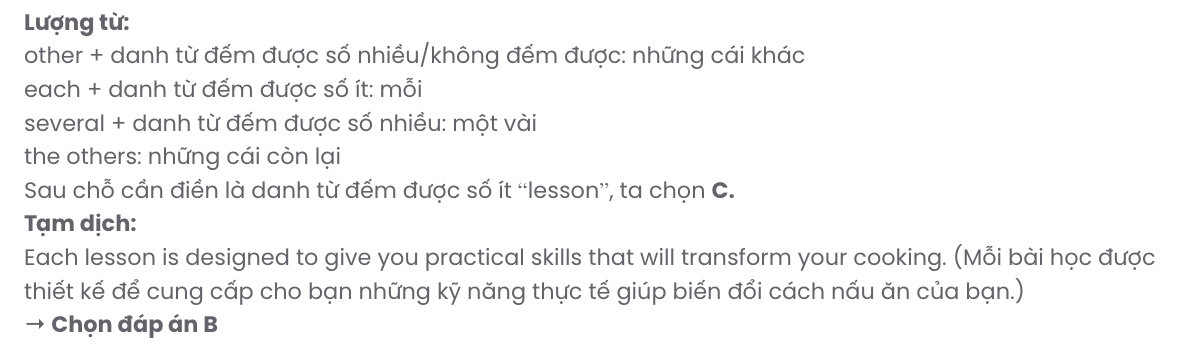 Lượng từ:
other + danh từ đếm được số nhiều/không đếm được: những cái khác
each + danh từ đếm được số ít: mỗi
several + danh từ đếm được số nhiều: một vài
the others: những cái còn lại
Sau chỗ cần điền là danh từ đếm được số ít “lesson”, ta chọn C.
Tạm dịch:
Each lesson is designed to give you practical skills that will transform your cooking. (Mỗi bài học được
thiết kế để cung cấp cho bạn những kỹ năng thực tế giúp biến đổi cách nấu ăn của bạn.)
→ Chọn đáp án B